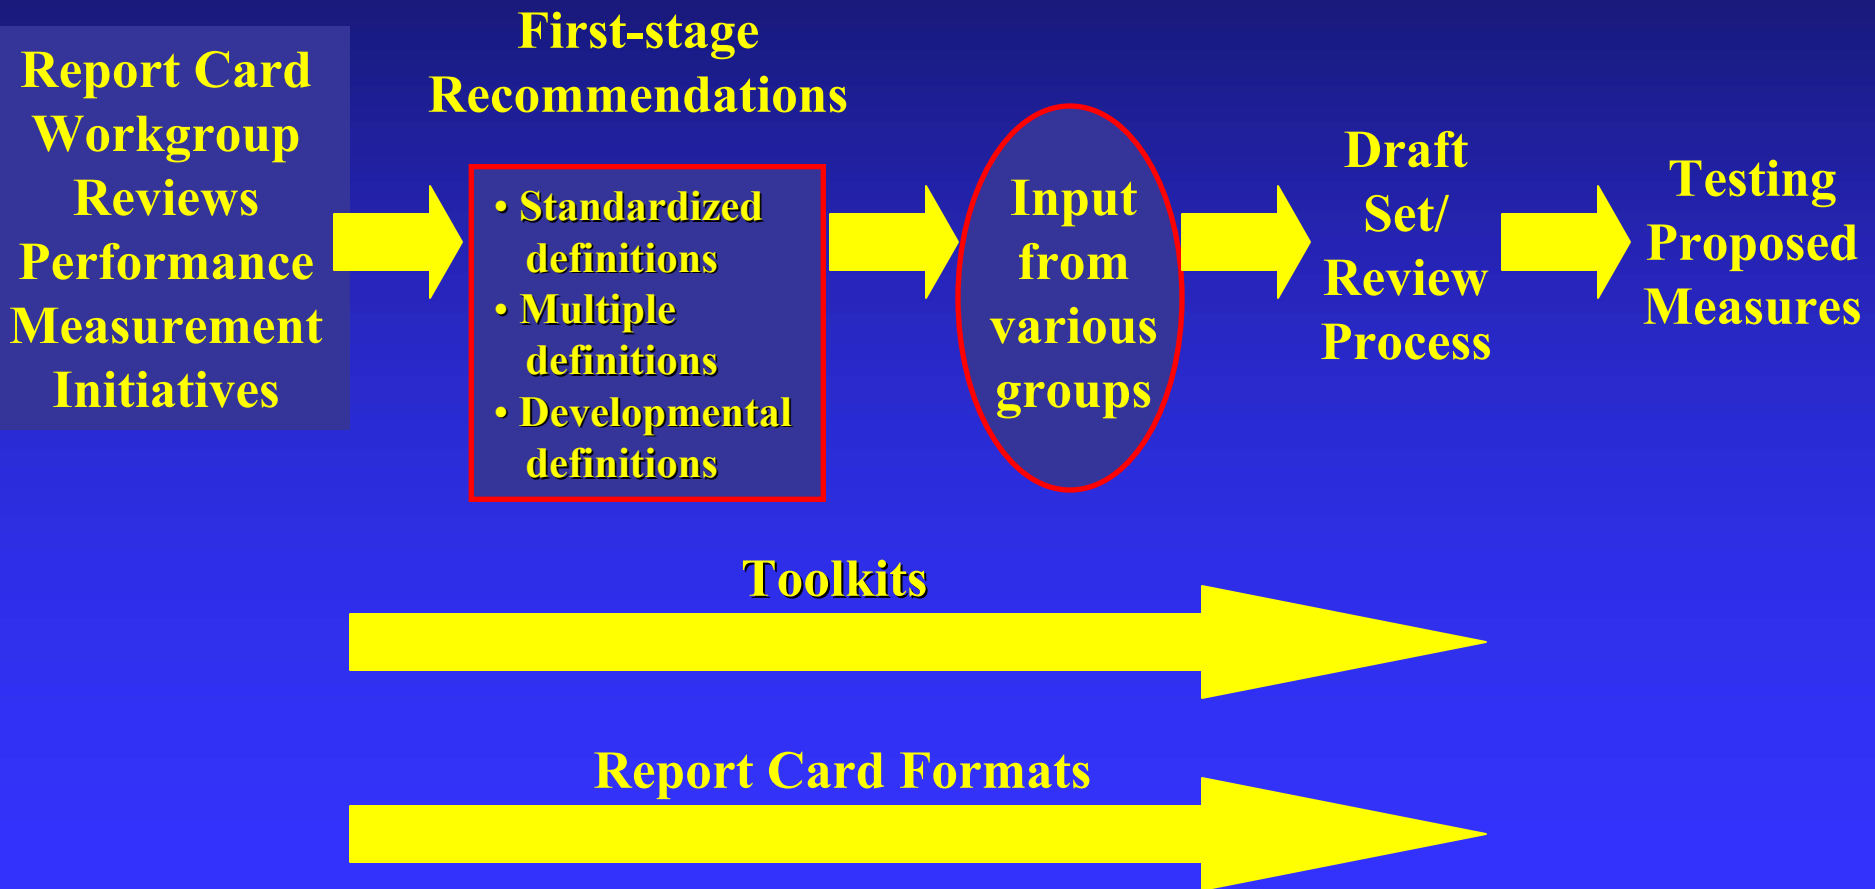 Report Card
Workgroup
Reviews
Performance
Measurement
Initiatives
First-stage
Recommendations
• Standardized
definitions
• Multiple
definitions
• Developmental
definitions
Input
from
various
groups
Draft
Set/
Review
Process
Testing
Proposed
Measures
Toolkits
Report Card Formats